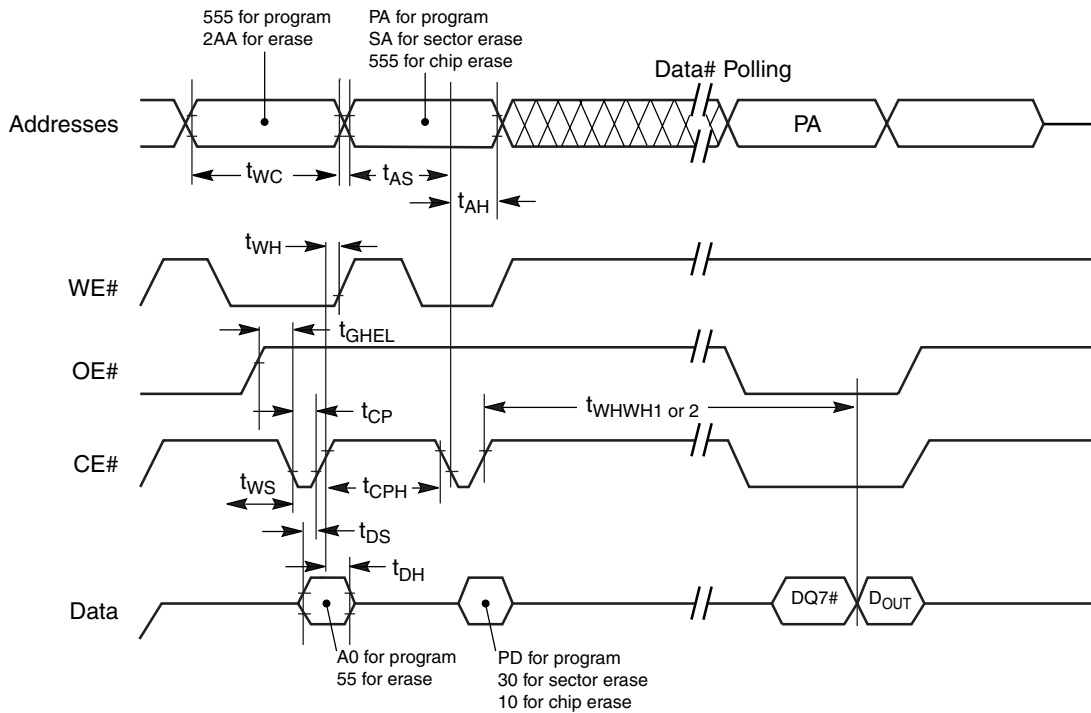 555 for program
2AA for erase
PA for program
SA for sector erase
555 for chip erase
Data# Polling
Addresses
PA
tWC
tAS
tAH
tWH
WE#
tGHEL
OE#
tCP
tWHWH1 or 2
CE#
tWS
tCPH
tDS
tDH
Data
DQ7#
DOUT
A0 for program
55 for erase
PD for program
30 for sector erase
10 for chip erase